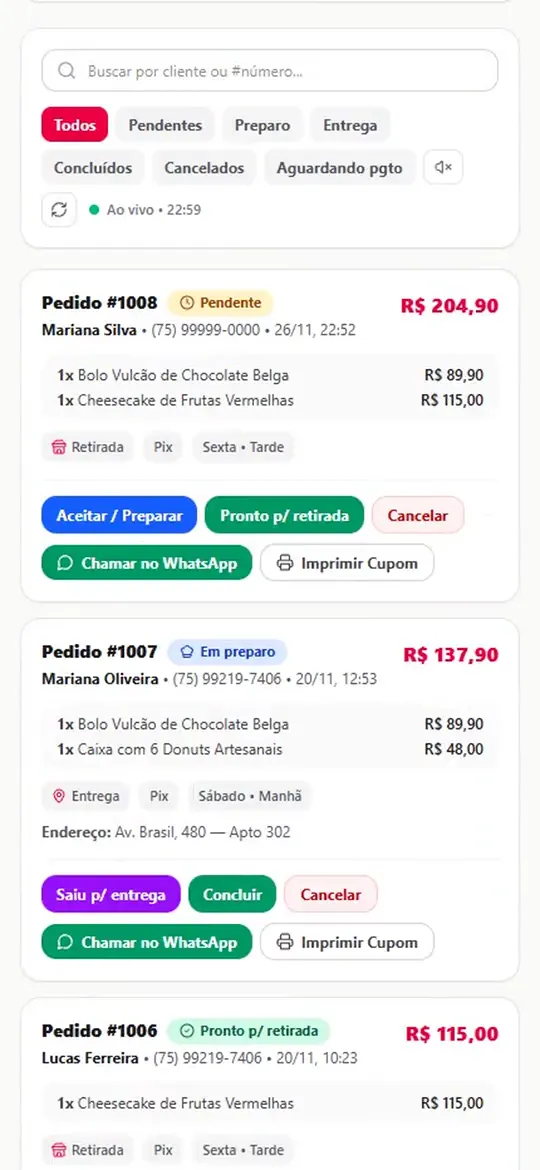 Buscar por cliente ou #número...
Todos Pendentes Preparo Entrega
Concluídos Cancelados Aguardando pgto
Ao vivo • 22:59
Pedido #1008 Pendente R$ 204,90
Mariana Silva • (75) 99999-0000 • 26/11, 22:52
1x Bolo Vulcão de Chocolate Belga R$ 89,90
1x Cheesecake de Frutas Vermelhas R$ 115,00
Retirada Pix Sexta • Tarde
Aceitar / Preparar Pronto p/ retirada Cancelar
Chamar no WhatsApp Imprimir Cupom
Pedido #1007 Em preparo R$ 137,90
Mariana Oliveira • (75) 99219-7406 • 20/11, 12:53
1x Bolo Vulcão de Chocolate Belga R$ 89,90
1x Caixa com 6 Donuts Artesanais R$ 48,00
Entrega Pix Sábado • Manhã
Endereço: Av. Brasil, 480 — Apto 302
Saiu p/ entrega Concluir Cancelar
Chamar no WhatsApp Imprimir Cupom
Pedido #1006 Pronto p/ retirada R$ 115,00
Lucas Ferreira • (75) 99219-7406 • 20/11, 10:23
1x Cheesecake de Frutas Vermelhas R$ 115,00
Retirada Pix Sexta • Tarde